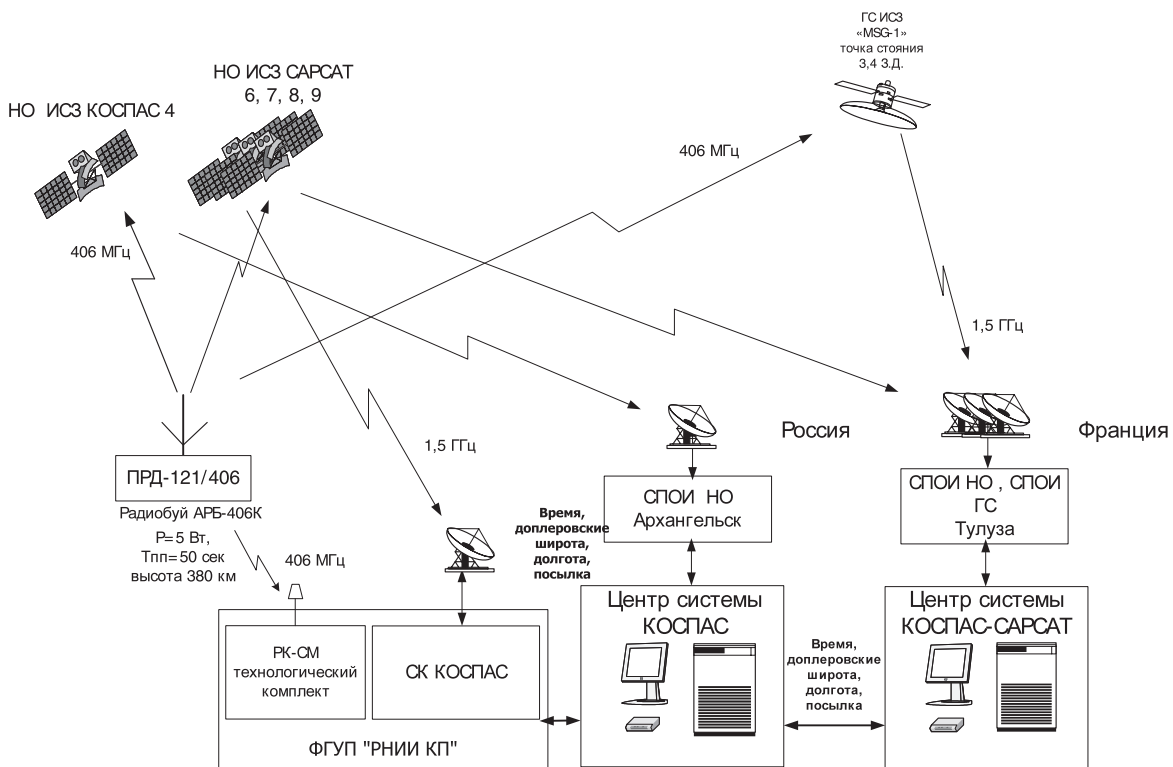 ГС ИСЗ
«MSG-1»
точка стояния
3,4 З.Д.
НО ИСЗ САРСАТ
6, 7, 8, 9
НО ИСЗ КОСПАС 4
406 МГц
406 МГц
1,5 ГГц
1,5 ГГц
Россия
Франция
ПРД-121/406
Радиобуй АРБ-406К
Р=5 Вт,
Тпп=50 сек
высота 380 км
406 МГц
СПОИ НО
Архангельск
СПОИ НО , СПОИ
ГС
Тулуза
Время,
доплеровские
широта,
долгота,
посылка
РК-СМ
технологический
комплект
СК КОСПАС
ФГУП "РНИИ КП"
Центр системы
КОСПАС
Время,
доплеровские
широта,
долгота,
посылка
Центр системы
КОСПАС-САРСАТ